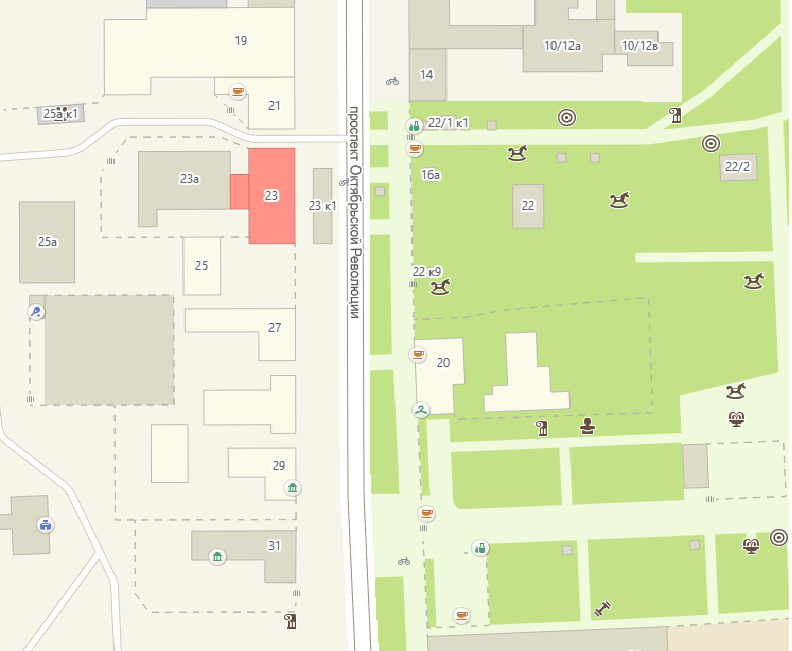 19
10/12а
10/12в
14
21
25а к1
22/1 к1
проспект Октябрьской Революции
22/2
16а
23а
23
23 к1
22
25а
25
22 к9
27
20
29
31